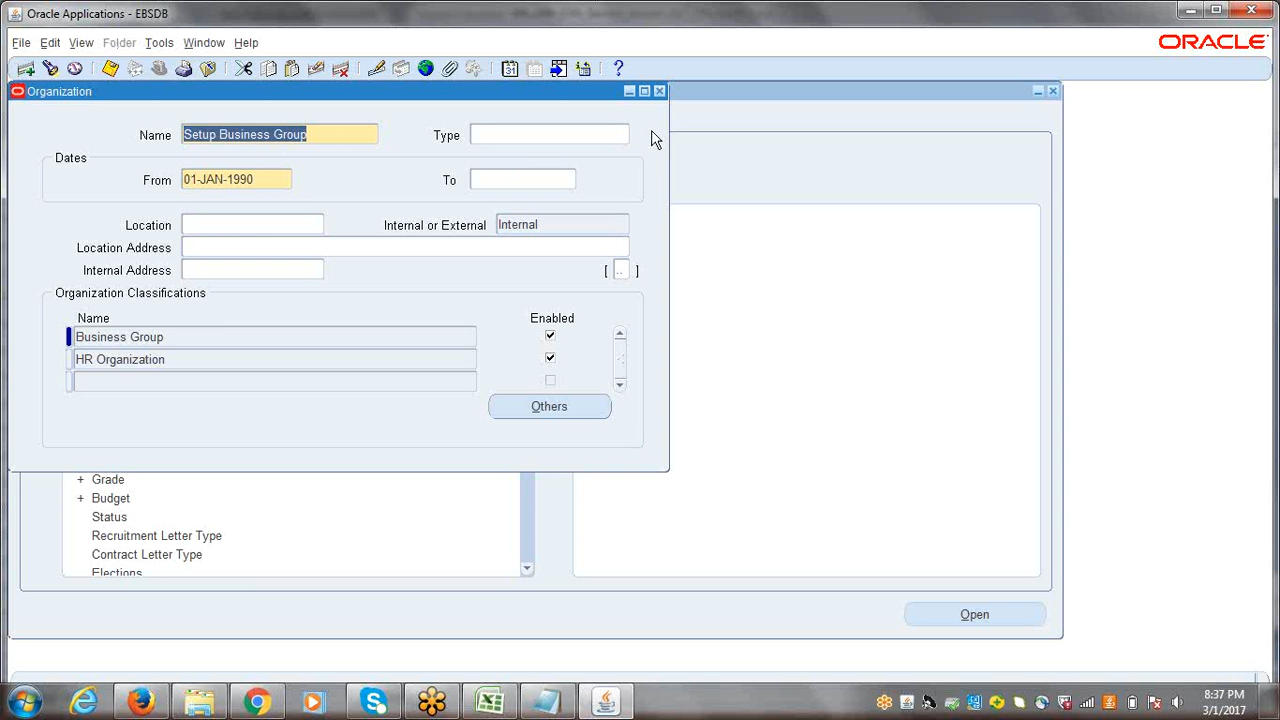 Oracle Applications - EBSDB
File Edit View Folder Tools Window Help
ORACLE
Organization
Name Setup Business Group Type
Dates
From 01-JAN-1990 To
Location Internal or External Internal
Location Address
Internal Address [ .. ]
Organization Classifications
Name Enabled
Business Group
HR Organization
Others
+ Grade
+ Budget
Status
Recruitment Letter Type
Contract Letter Type
Elections
Open
8:37 PM
3/1/2017